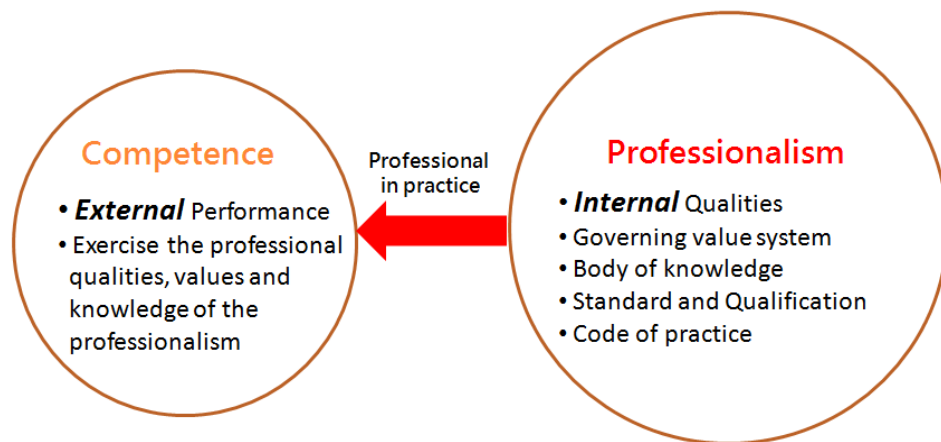 Competence
• External Performance
• Exercise the professional
qualities, values and
knowledge of the
professionalism
Professional
in practice
Professionalism
• Internal Qualities
• Governing value system
• Body of knowledge
• Standard and Qualification
• Code of practice